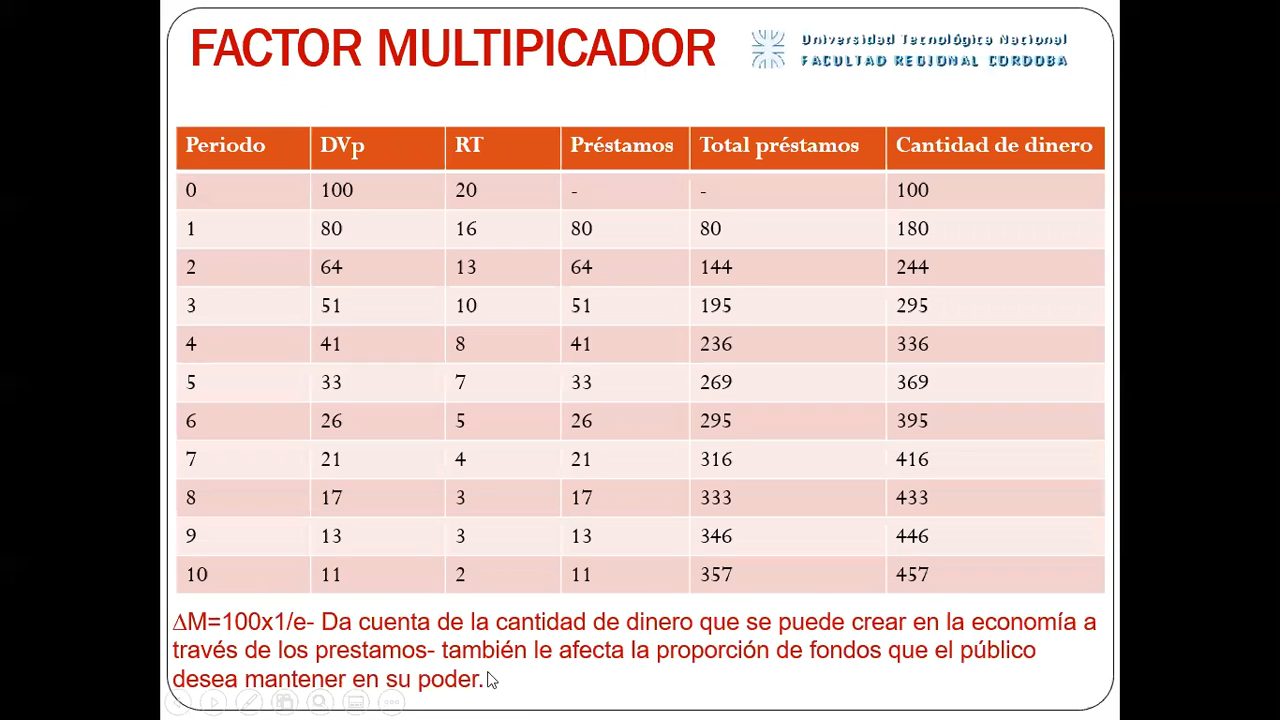 FACTOR MULTIPICADOR
Universidad Tecnológica Nacional
FACULTAD REGIONAL CORDOBA
Periodo DVp RT Préstamos Total préstamos Cantidad de dinero
0 100 20 - - 100
1 80 16 80 80 180
2 64 13 64 144 244
3 51 10 51 195 295
4 41 8 41 236 336
5 33 7 33 269 369
6 26 5 26 295 395
7 21 4 21 316 416
8 17 3 17 333 433
9 13 3 13 346 446
10 11 2 11 357 457
∆M=100x1/e- Da cuenta de la cantidad de dinero que se puede crear en la economía a
través de los prestamos- también le afecta la proporción de fondos que el público
desea mantener en su poder.